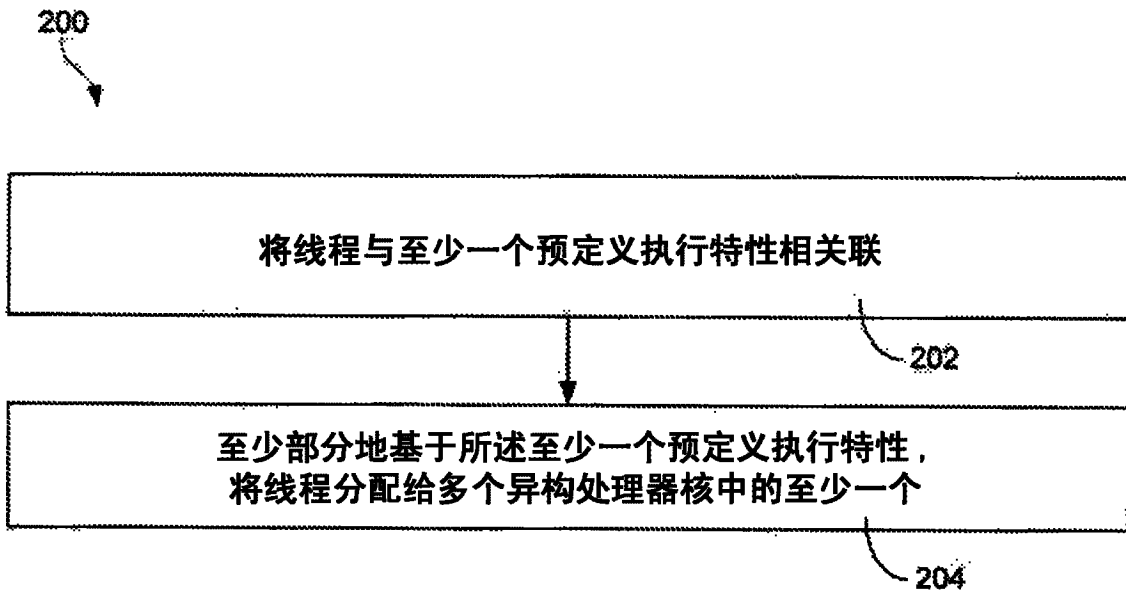 200
将线程与至少一个预定义执行特性相关联
202
至少部分地基于所述至少一个预定义执行特性，
将线程分配给多个异构处理器核中的至少一个
204